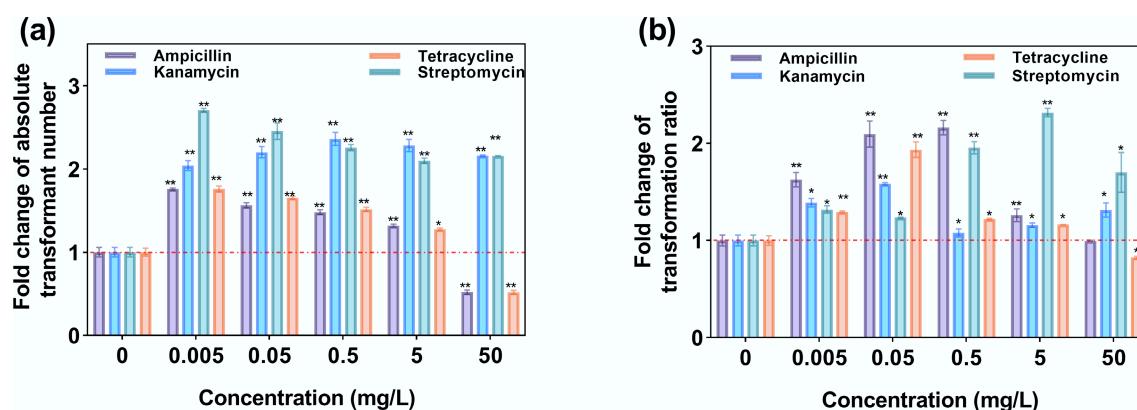 (a)
Fold change of absolute
transformant number
3
2
1
0
Ampicillin
Kanamycin
Tetracycline
Streptomycin
** ** ** **
** ** ** **
** ** ** **
** ** ** *
** ** ** **
0 0.005 0.05 0.5 5 50
Concentration (mg/L)
(b)
Fold change of
transformation ratio
3
2
1
0
Ampicillin
Kanamycin
Tetracycline
Streptomycin
** * * **
** ** * **
** * ** *
** * ** *
* * *
0 0.005 0.05 0.5 5 50
Concentration (mg/L)